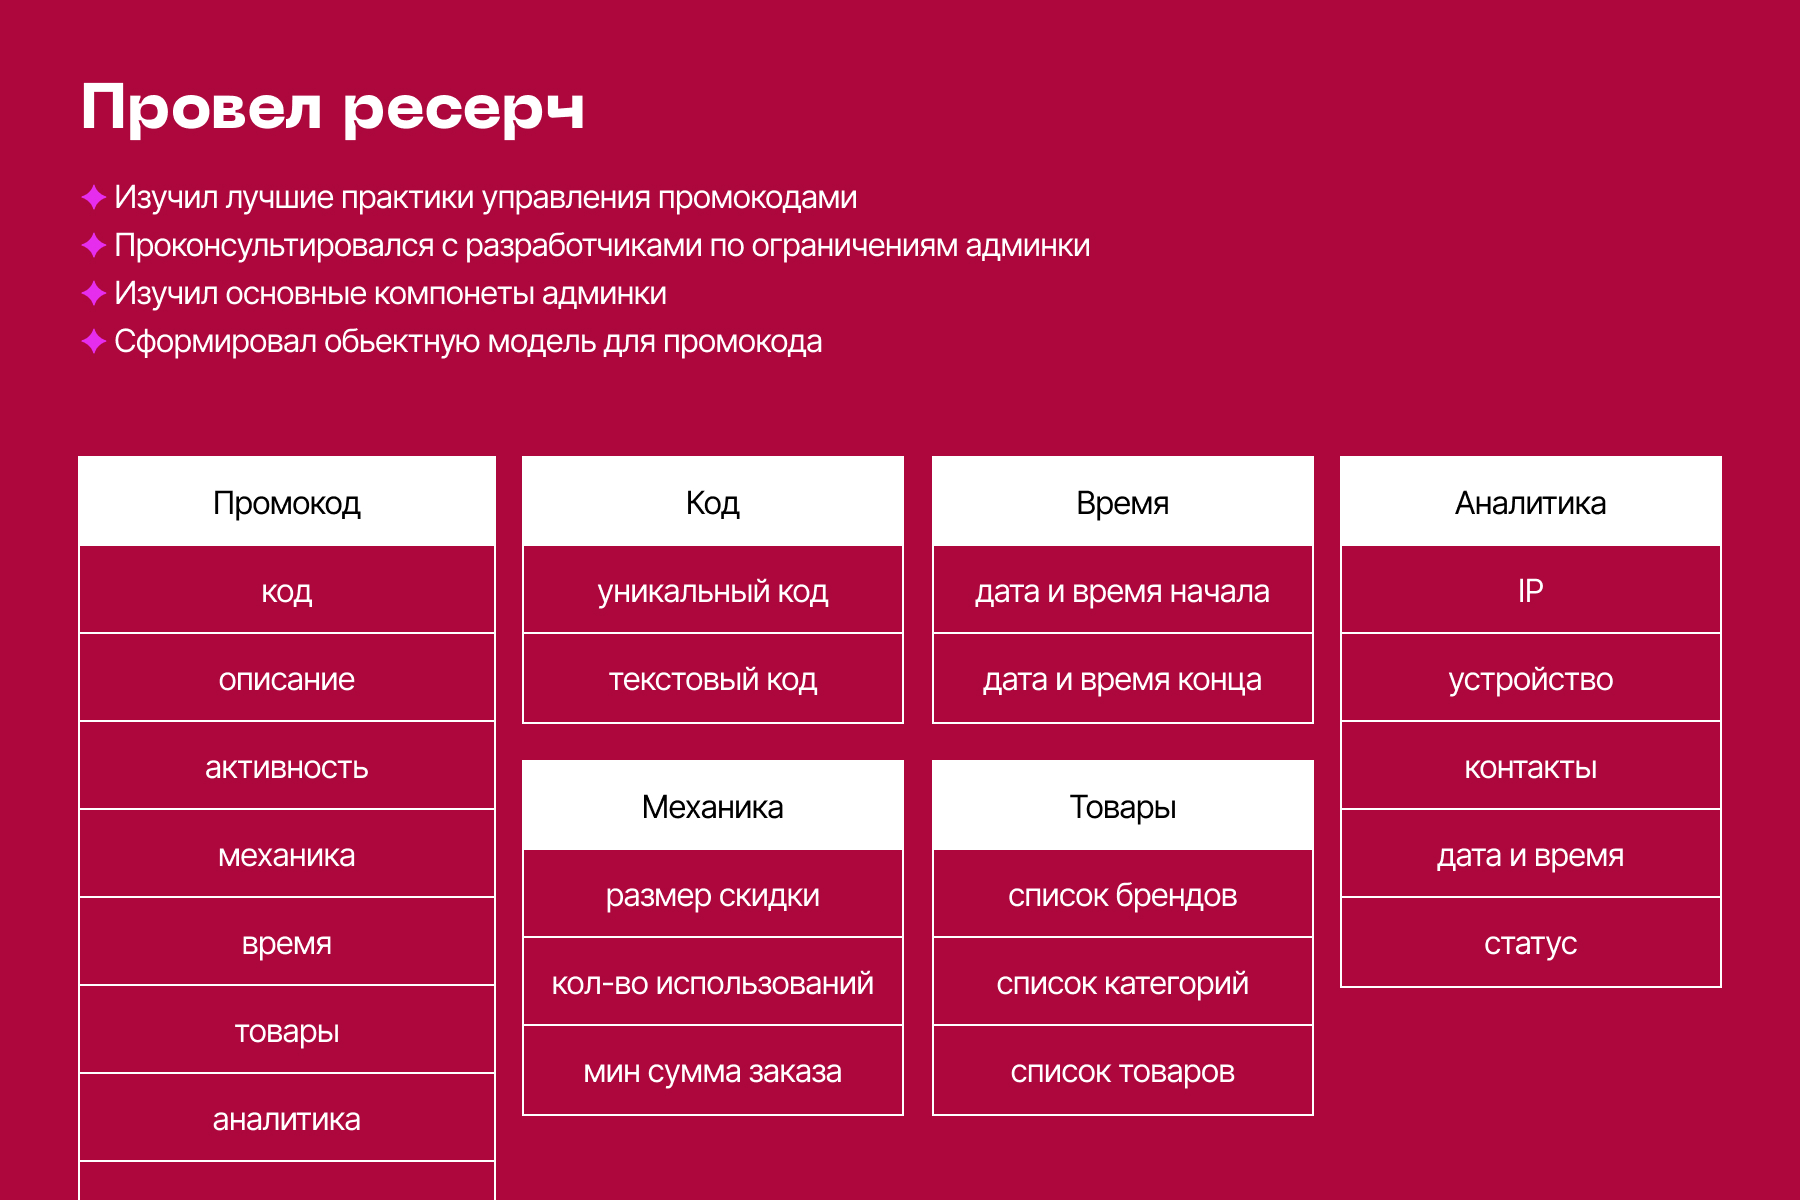 Провел ресерч
Изучил лучшие практики управления промокодами
Проконсультировался с разработчиками по ограничениям админки
Изучил основные компонеты админки
Сформировал обьектную модель для промокода
Промокод
код
описание
активность
механика
время
товары
аналитика
Код
уникальный код
текстовый код
Механика
размер скидки
кол-во использований
мин сумма заказа
Время
дата и время начала
дата и время конца
Товары
список брендов
список категорий
список товаров
Аналитика
IP
устройство
контакты
дата и время
статус